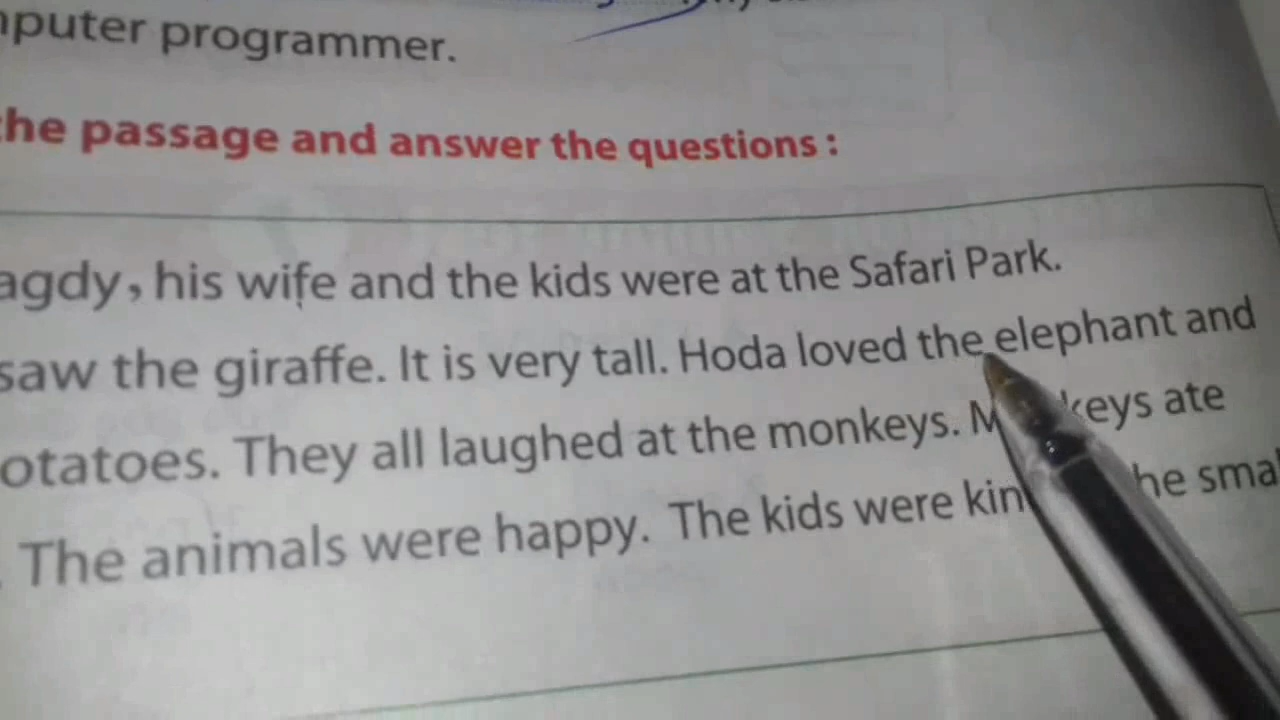 puter programmer.
the passage and answer the questions :
agdy, his wife and the kids were at the Safari Park.
saw the giraffe. It is very tall. Hoda loved the elephant and
otatoes. They all laughed at the monkeys. M keys ate
The animals were happy. The kids were kin he smal